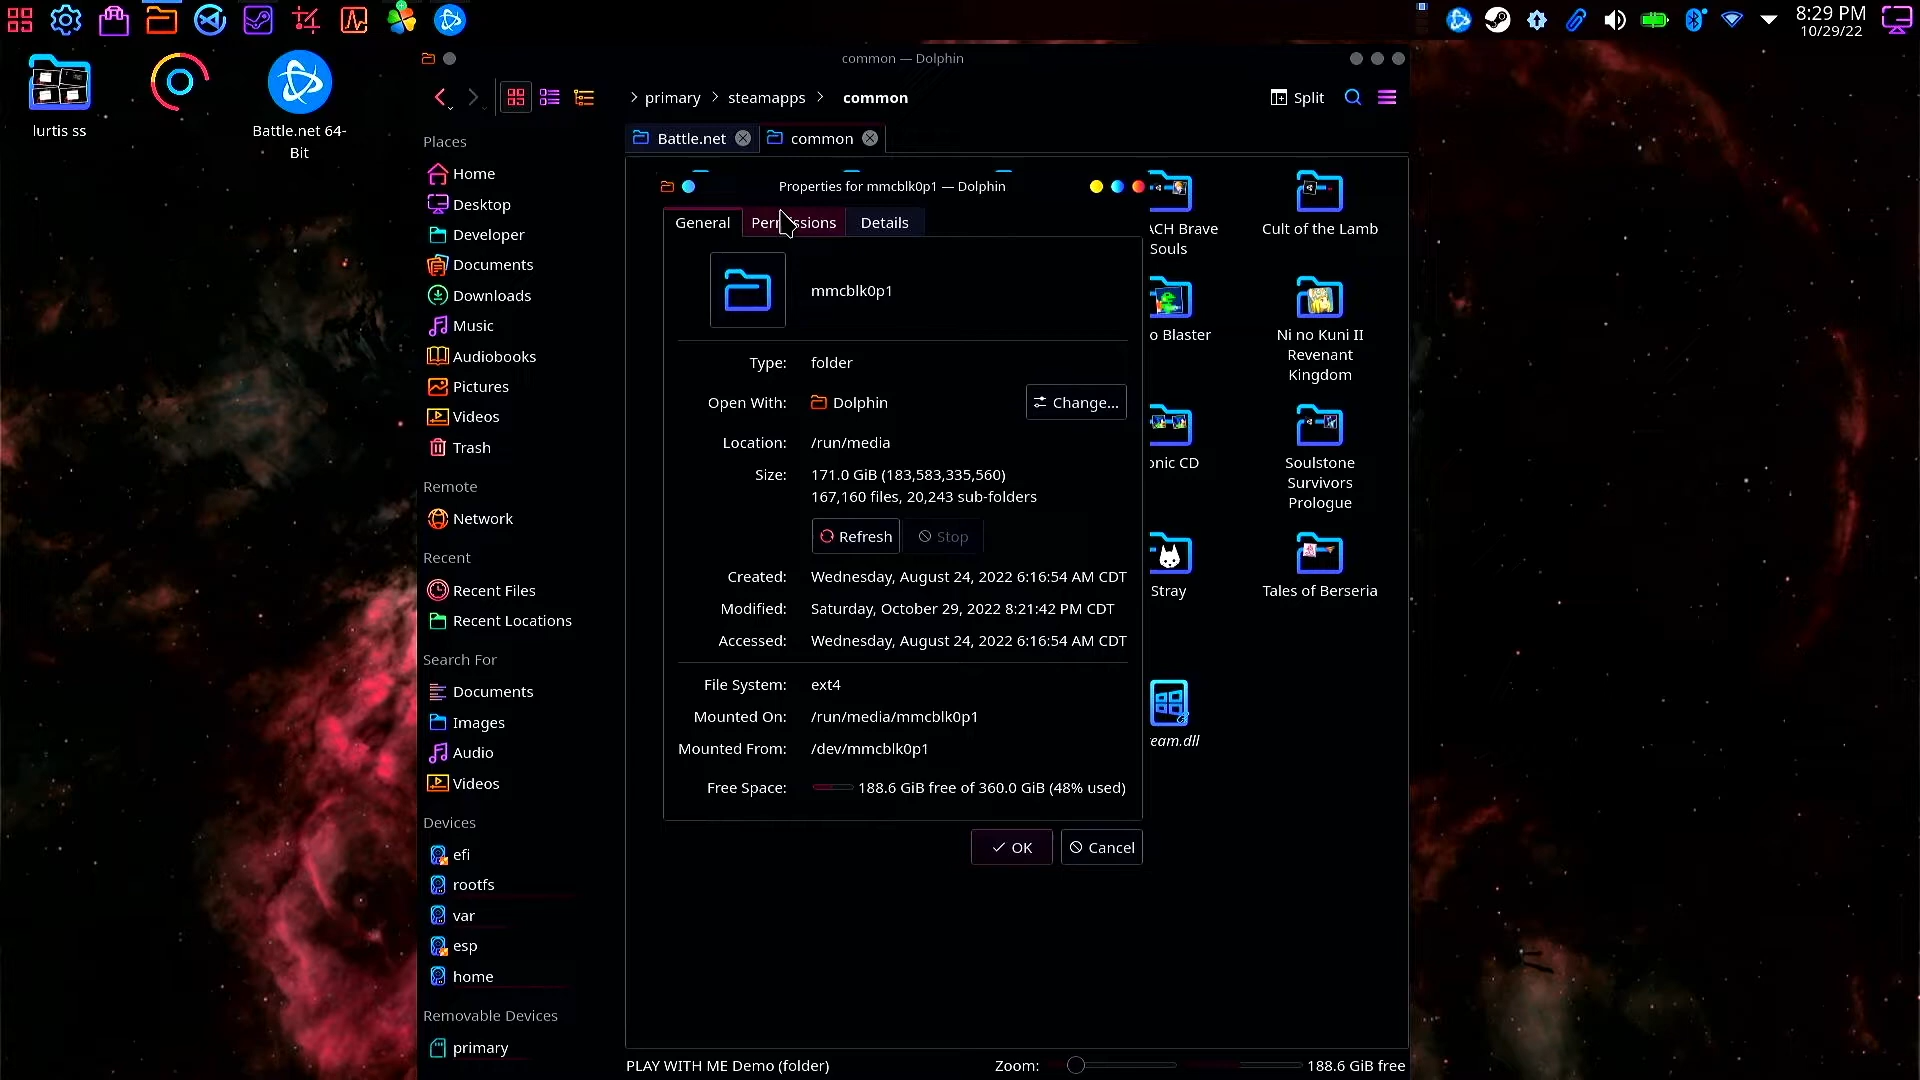 8:29 PM
10/29/22
lurtis ss
Battle.net 64-
Bit
common — Dolphin
primary
steamapps
common
Split
Battle.net
common
Places
Home
Desktop
Developer
Documents
Downloads
Music
Audiobooks
Pictures
Videos
Trash
Remote
Network
Recent
Recent Files
Recent Locations
Search For
Documents
Images
Audio
Videos
Devices
efi
rootfs
var
esp
home
Removable Devices
primary
Properties for mmcblk0p1 — Dolphin
General
Permissions
Details
mmcblk0p1
Type: folder
Open With: Dolphin
Change...
Location: /run/media
Size: 171.0 GiB (183,583,335,560)
167,160 files, 20,243 sub-folders
Refresh
Stop
Created: Wednesday, August 24, 2022 6:16:54 AM CDT
Modified: Saturday, October 29, 2022 8:21:42 PM CDT
Accessed: Wednesday, August 24, 2022 6:16:54 AM CDT
File System: ext4
Mounted On: /run/media/mmcblk0p1
Mounted From: /dev/mmcblk0p1
Free Space: 188.6 GiB free of 360.0 GiB (48% used)
OK
Cancel
ACH Brave
Souls
Cult of the Lamb
o Blaster
Ni no Kuni II
Revenant
Kingdom
onic CD
Soulstone
Survivors
Prologue
Stray
Tales of Berseria
eam.dll
PLAY WITH ME Demo (folder)
Zoom:
188.6 GiB free